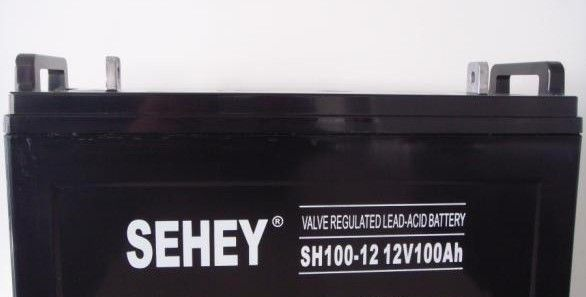 SEHEY®
VALVE REGULATED LEAD-ACID BATTERY
SH100-12 12V100Ah